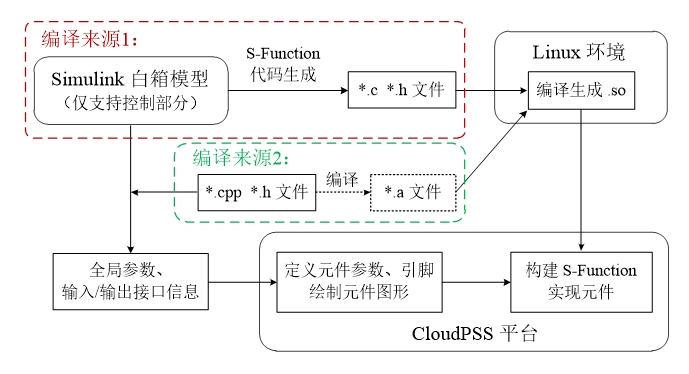 编译来源1：
Simulink 白箱模型
（仅支持控制部分）
S-Function
代码生成
*.c *.h 文件
Linux 环境
编译生成 .so
编译来源2：
*.cpp *.h 文件
编译
*.a 文件
全局参数、
输入/输出接口信息
定义元件参数、引脚
绘制元件图形
构建 S-Function
实现元件
CloudPSS 平台